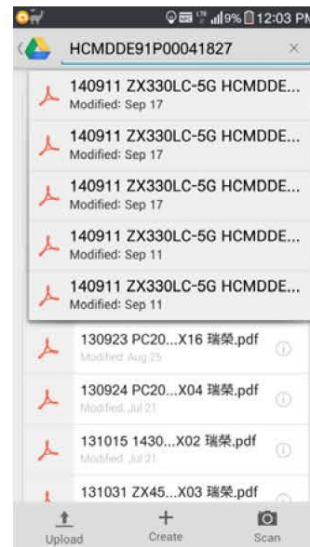 LTE 9% 12:03 PM
HCMDDE91P00041827 ×
140911 ZX330LC-5G HCMDDE...
Modified: Sep 17
140911 ZX330LC-5G HCMDDE...
Modified: Sep 17
140911 ZX330LC-5G HCMDDE...
Modified: Sep 17
140911 ZX330LC-5G HCMDDE...
Modified: Sep 11
140911 ZX330LC-5G HCMDDE...
Modified: Sep 11
130923 PC20...X16 瑞榮.pdf
Modified: Aug 25
130924 PC20...X04 瑞榮.pdf
Modified: Jul 21
131015 1430...X02 瑞榮.pdf
Modified: Jul 21
131031 ZX45...X03 瑞榮.pdf
Upload Create Scan